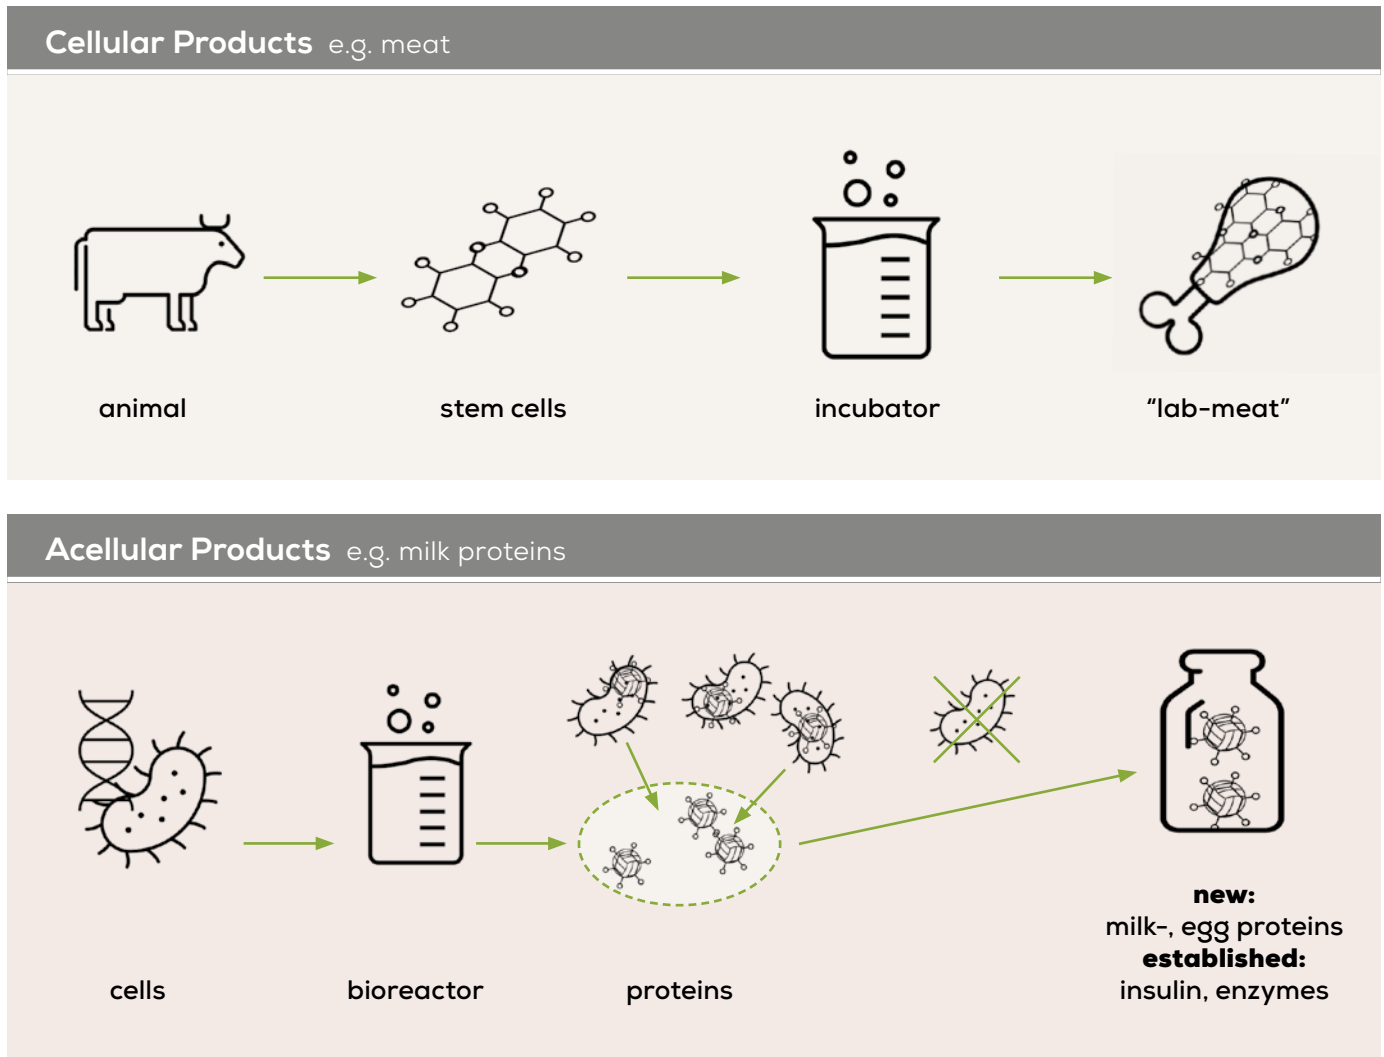 Cellular Products e.g. meat
animal
stem cells
incubator
“lab-meat”
Acellular Products e.g. milk proteins
cells
bioreactor
proteins
new:
milk-, egg proteins
established:
insulin, enzymes